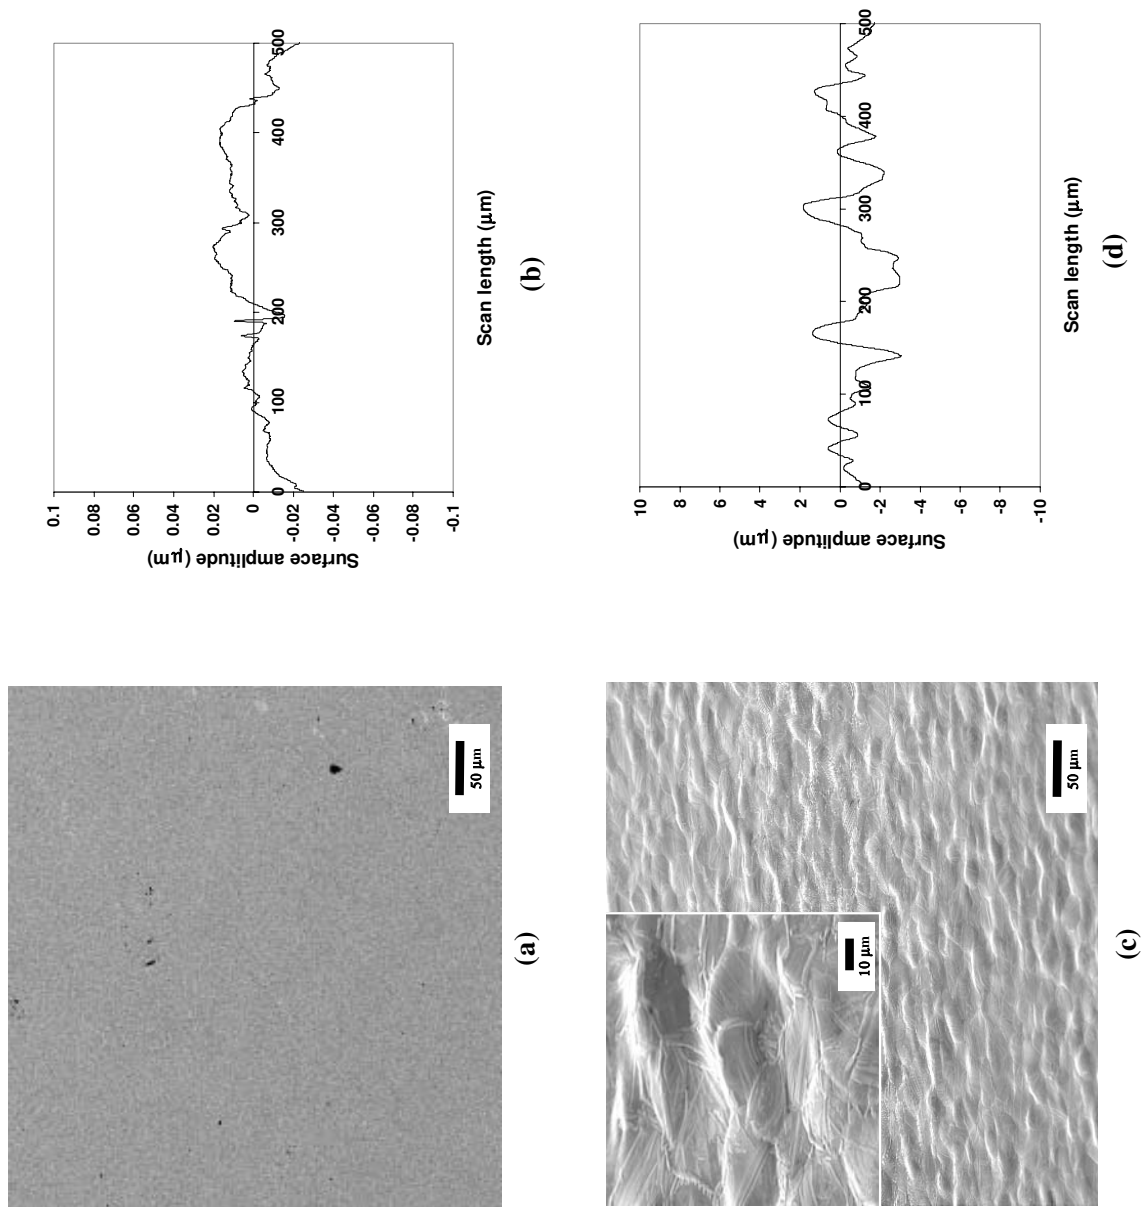 50 μm
(a)
Surface amplitude (μm)
0.1
0.08
0.06
0.04
0.02
0
-0.02
-0.04
-0.06
-0.08
-0.1
0 100 200 300 400 500
Scan length (μm)
(b)
10 μm
50 μm
(c)
Surface amplitude (μm)
10
8
6
4
2
0
-2
-4
-6
-8
-10
0 100 200 300 400 500
Scan length (μm)
(d)